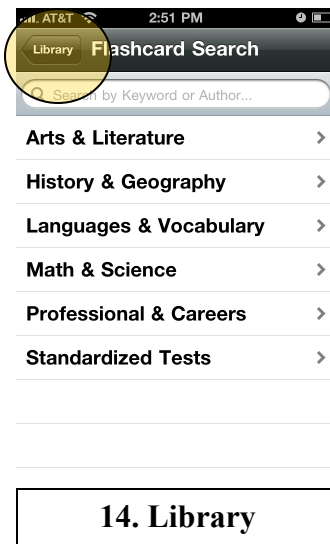 AT&T 2:51 PM
Library Flashcard Search
Search by Keyword or Author...
Arts & Literature
History & Geography
Languages & Vocabulary
Math & Science
Professional & Careers
Standardized Tests
14. Library